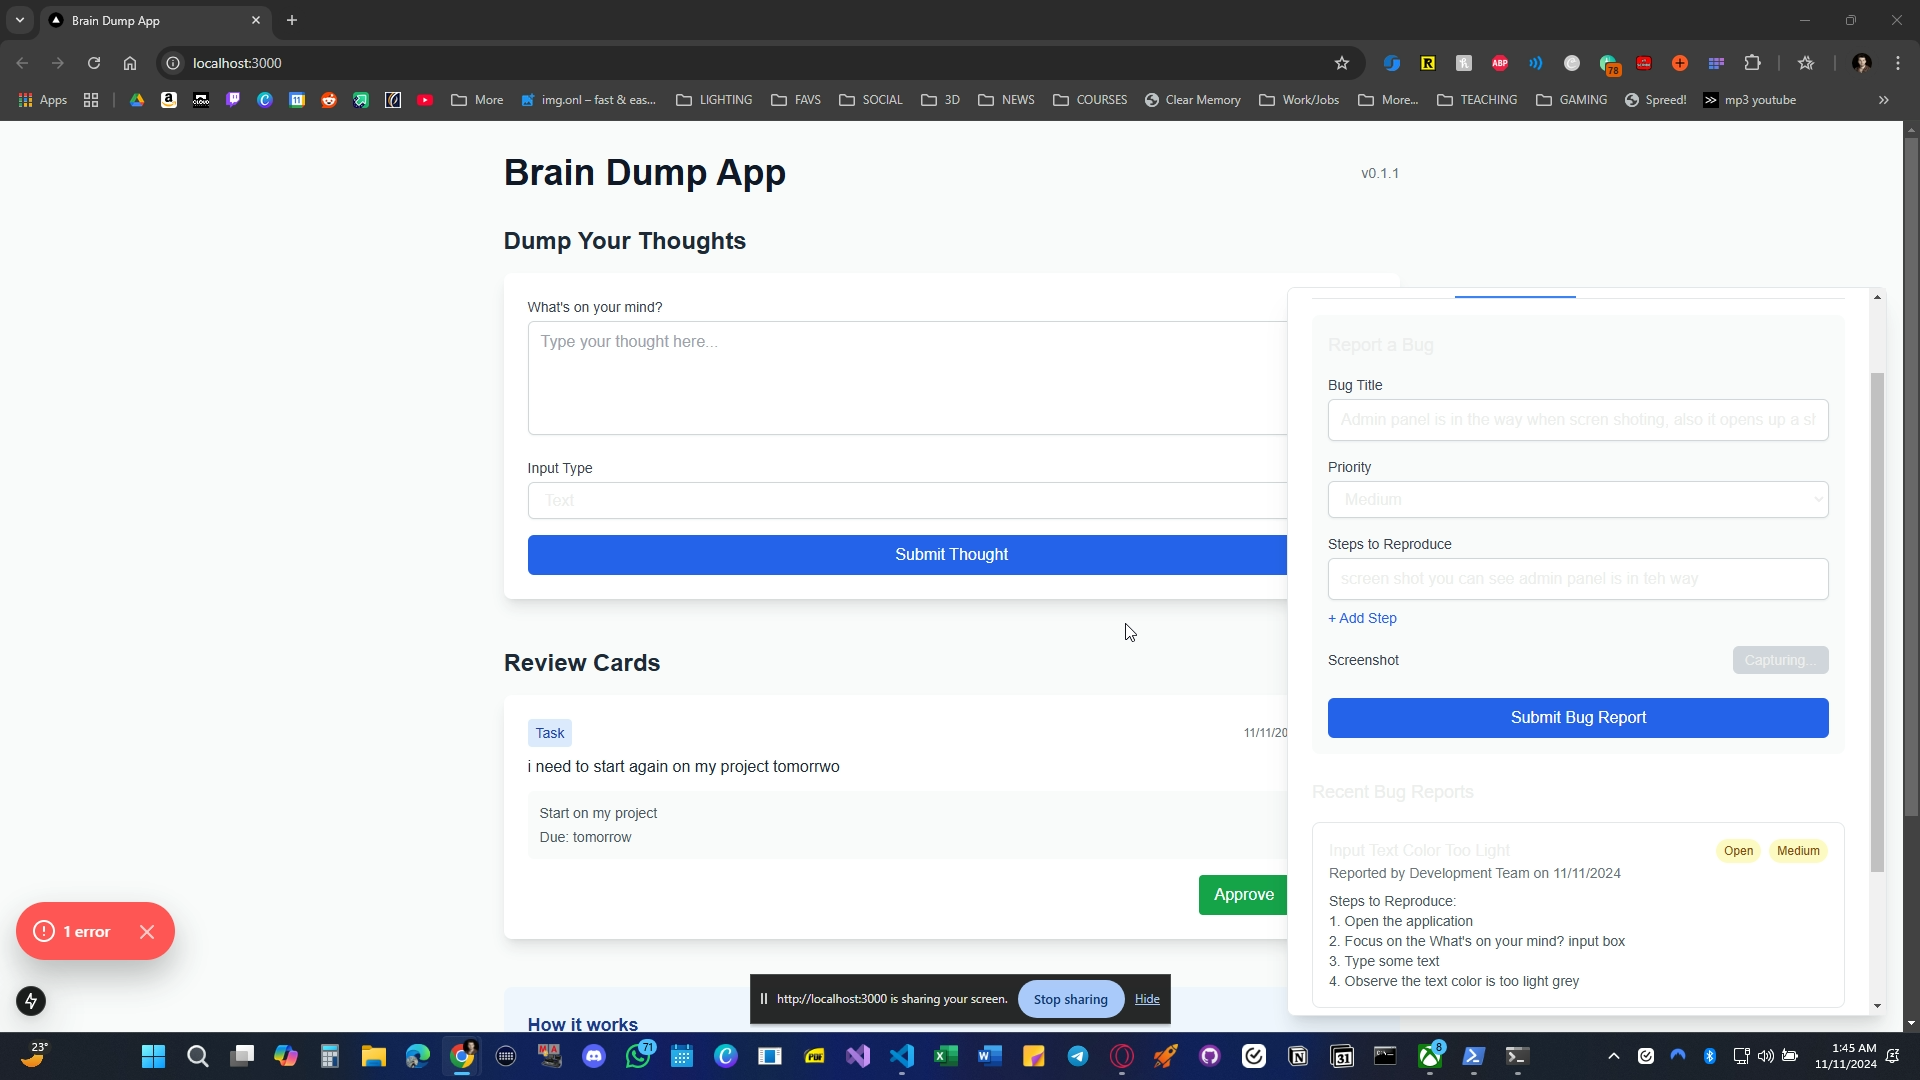 Brain Dump App
localhost:3000
Apps
More
img.onl – fast & eas...
LIGHTING
FAVS
SOCIAL
3D
NEWS
COURSES
Clear Memory
Work/Jobs
More...
TEACHING
GAMING
Spreed!
mp3 youtube
Brain Dump App
v0.1.1
Dump Your Thoughts
What's on your mind?
Type your thought here...
Input Type
Text
Submit Thought
Review Cards
Task
11/11/20
i need to start again on my project tomorrwo
Start on my project
Due: tomorrow
Approve
How it works
Report a Bug
Bug Title
Admin panel is in the way when scren shoting, also it opens up a
Priority
Medium
Steps to Reproduce
screen shot you can see admin panel is in teh way
+ Add Step
Screenshot
Capturing...
Submit Bug Report
Recent Bug Reports
Input Text Color Too Light
Open
Medium
Reported by Development Team on 11/11/2024
Steps to Reproduce:
1. Open the application
2. Focus on the What's on your mind? input box
3. Type some text
4. Observe the text color is too light grey
1 error
http://localhost:3000 is sharing your screen.
Stop sharing
Hide
23°
71
8
78
ABP
1:45 AM
11/11/2024